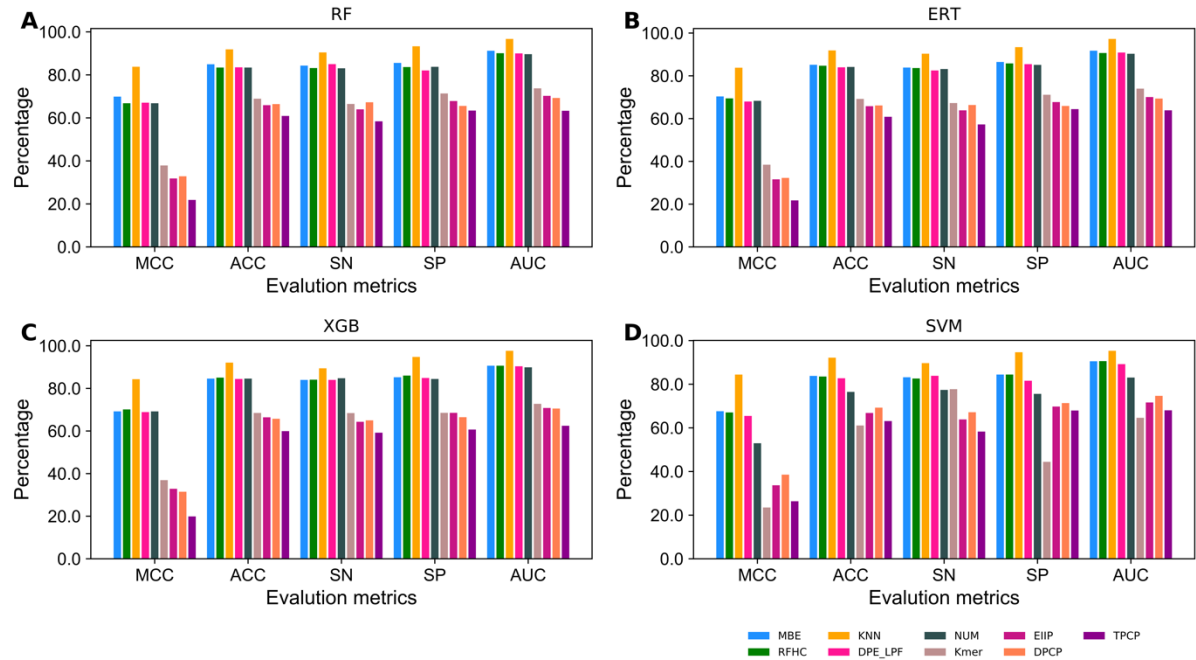 A
RF
100.0
80.0
60.0
40.0
20.0
0.0
Percentage
MCC ACC SN SP AUC
Evalution metrics
B
ERT
100.0
80.0
60.0
40.0
20.0
0.0
Percentage
MCC ACC SN SP AUC
Evalution metrics
C
XGB
100.0
80.0
60.0
40.0
20.0
0.0
Percentage
MCC ACC SN SP AUC
Evalution metrics
D
SVM
100.0
80.0
60.0
40.0
20.0
0.0
Percentage
MCC ACC SN SP AUC
Evalution metrics
MBE KNN NUM EIIP TPCP
RFHC DPE_LPF Kmer DPCP